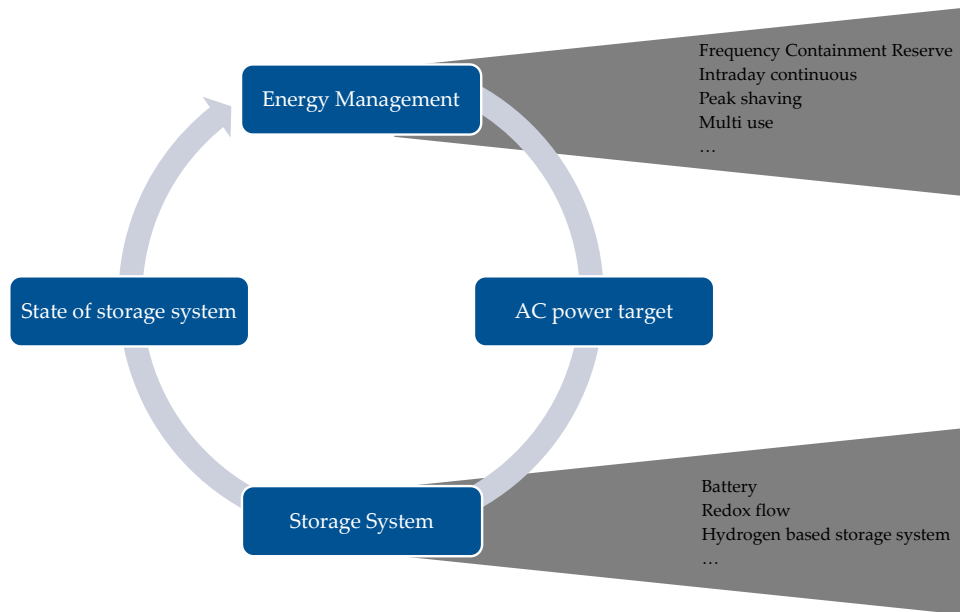 Energy Management
Frequency Containment Reserve
Intraday continuous
Peak shaving
Multi use
…
State of storage system
AC power target
Storage System
Battery
Redox flow
Hydrogen based storage system
…